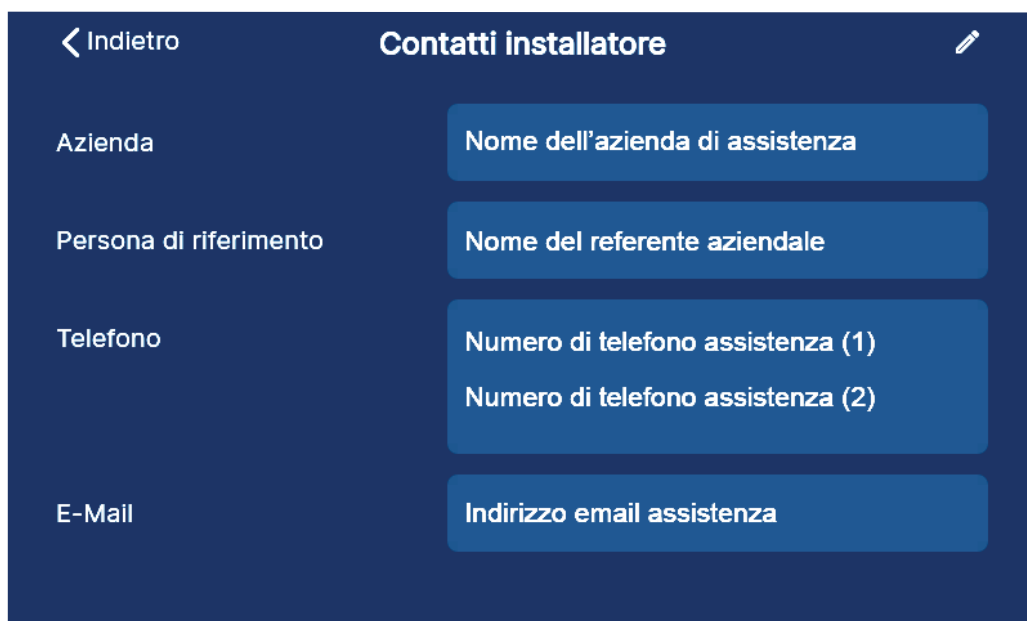 Indietro
Contatti installatore
Azienda
Nome dell’azienda di assistenza
Persona di riferimento
Nome del referente aziendale
Telefono
Numero di telefono assistenza (1)
Numero di telefono assistenza (2)
E-Mail
Indirizzo email assistenza